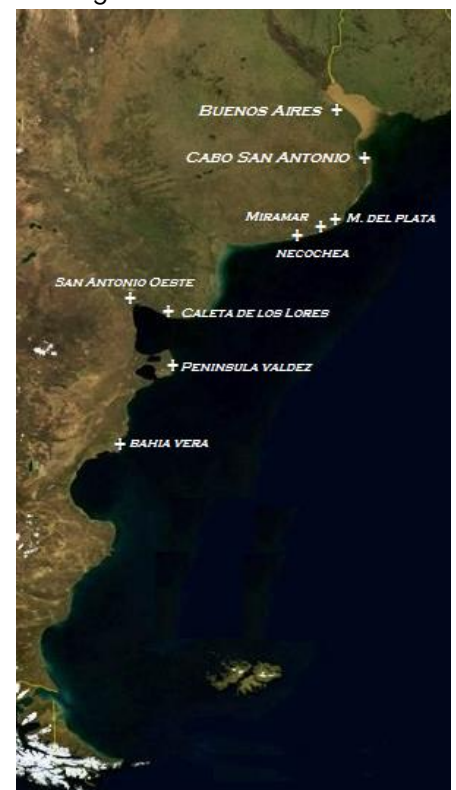 BUENOS AIRES
CABO SAN ANTONIO
MIRAMAR
M. DEL PLATA
NECOCHEA
SAN ANTONIO OESTE
CALETA DE LOS LORES
PENINSULA VALDEZ
BAHIA VERA